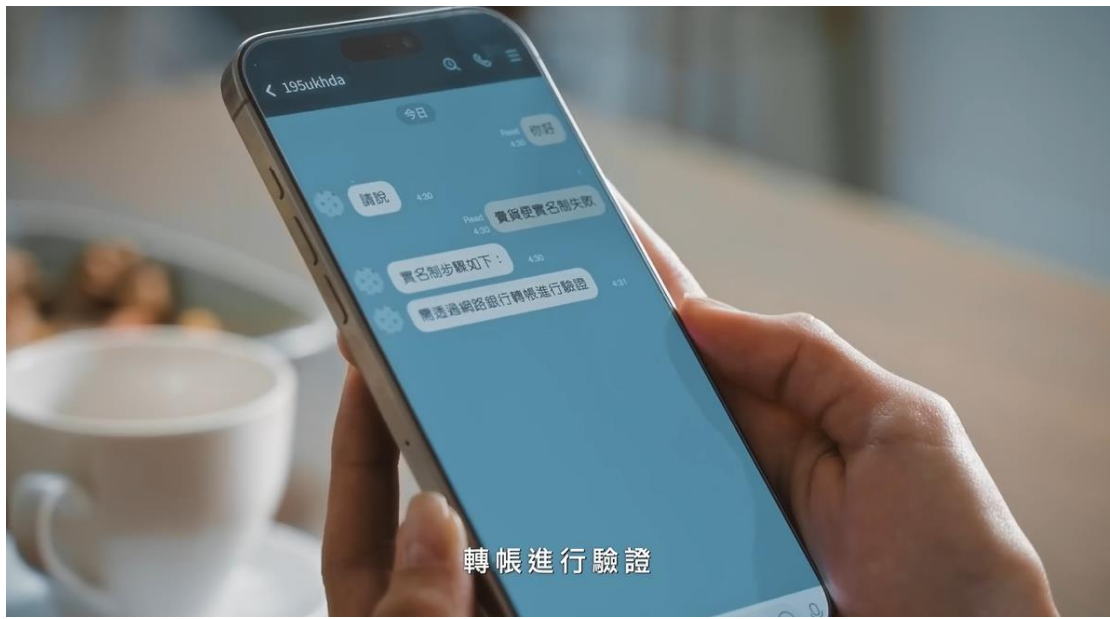 195ukhda
今日
你好
Read
4:30
請說
4:30
賣貨便實名制失敗
Read
4:30
實名制步驟如下：
4:30
需透過網路銀行轉帳進行驗證
4:31
轉帳進行驗證